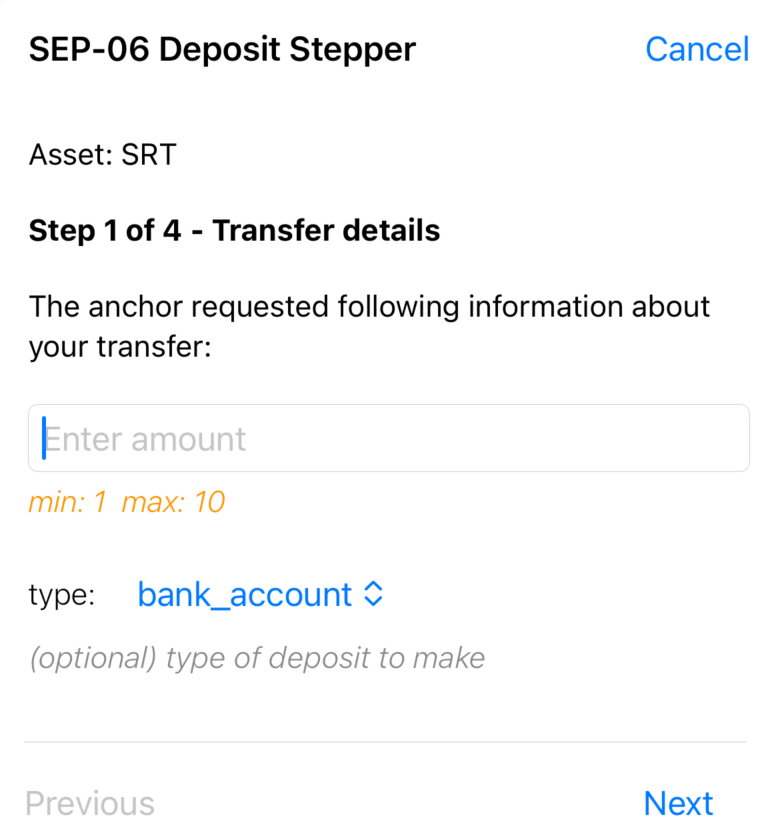 SEP-06 Deposit Stepper
Cancel
Asset: SRT
Step 1 of 4 - Transfer details
The anchor requested following information about
your transfer:
Enter amount
min: 1 max: 10
type: bank_account
(optional) type of deposit to make
Previous
Next